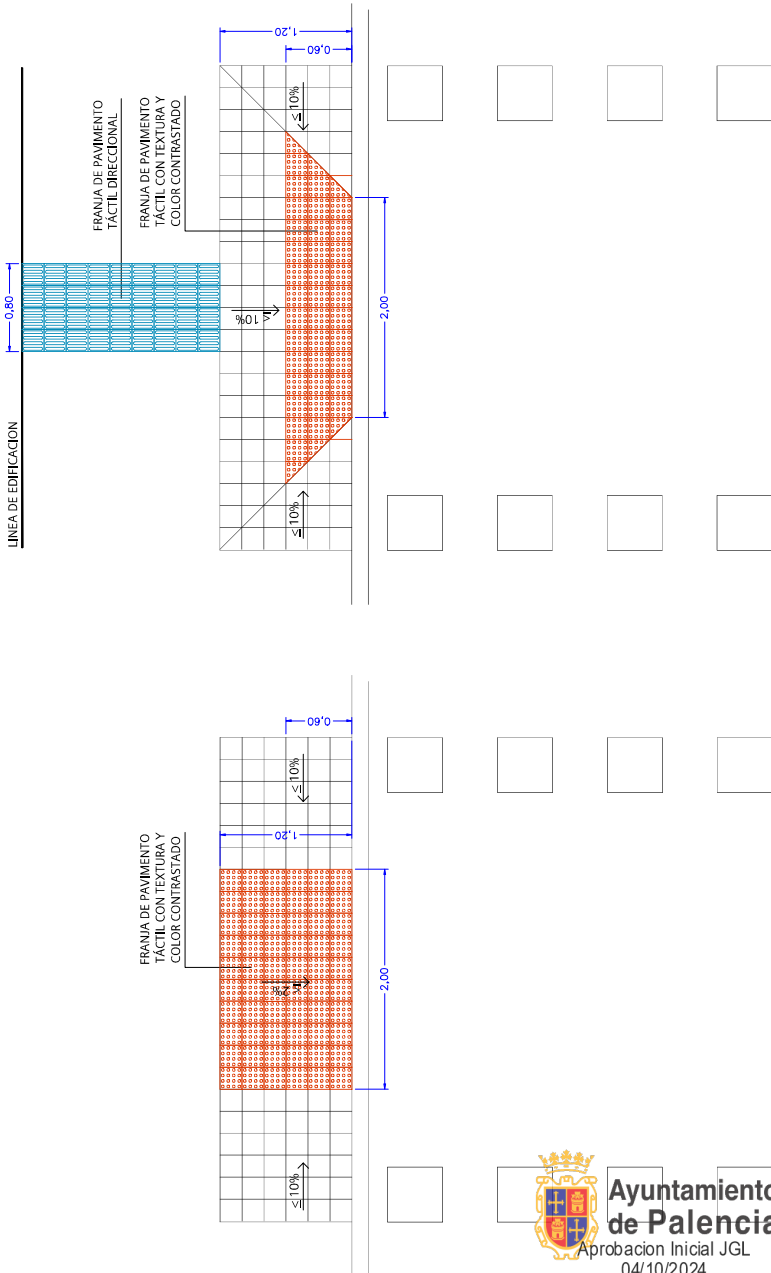 LINEA DE EDIFICACION
0,80
FRANJA DE PAVIMENTO
TÁCTIL DIRECCIONAL
FRANJA DE PAVIMENTO
TÁCTIL CON TEXTURA Y
COLOR CONTRASTADO
1,20
0,60
≤ 10%
≤ 10%
≤ 10%
2,00
FRANJA DE PAVIMENTO
TÁCTIL CON TEXTURA Y
COLOR CONTRASTADO
0,60
1,20
≤ 10%
≤ 10%
2,00
Ayuntamiento
de Palencia
Aprobacion Inicial JGL
04/10/2024